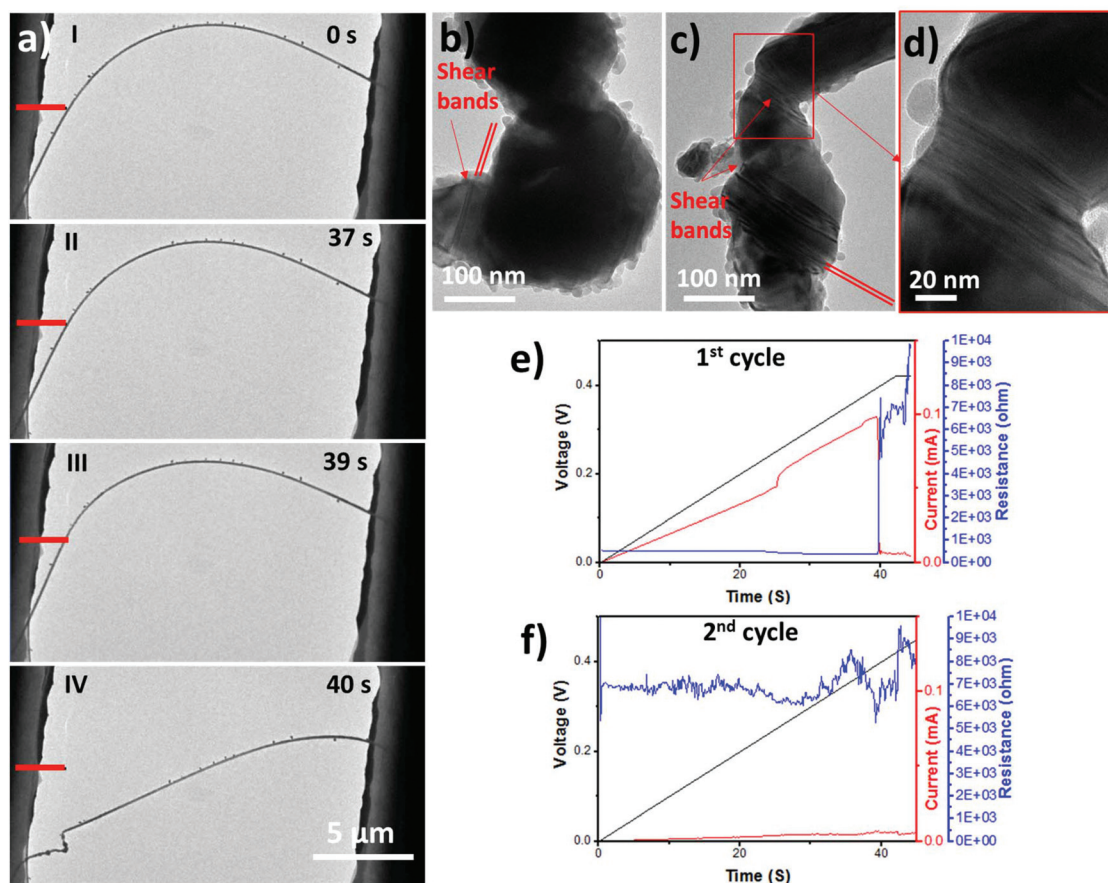 a)
I
0 s
II
37 s
III
39 s
IV
40 s
5 μm
b)
Shear
bands
100 nm
c)
Shear
bands
100 nm
d)
20 nm
e)
1st cycle
0.4
0.2
0.0
Voltage (V)
0
20
40
Time (S)
0.1
0.0
Current (mA)
1E+04
9E+03
8E+03
7E+03
6E+03
5E+03
4E+03
3E+03
2E+03
1E+03
0E+00
Resistance (ohm)
f)
2nd cycle
0.4
0.2
0.0
Voltage (V)
0
20
40
Time (S)
0.1
0.0
Current (mA)
1E+04
9E+03
8E+03
7E+03
6E+03
5E+03
4E+03
3E+03
2E+03
1E+03
0E+00
Resistance (ohm)